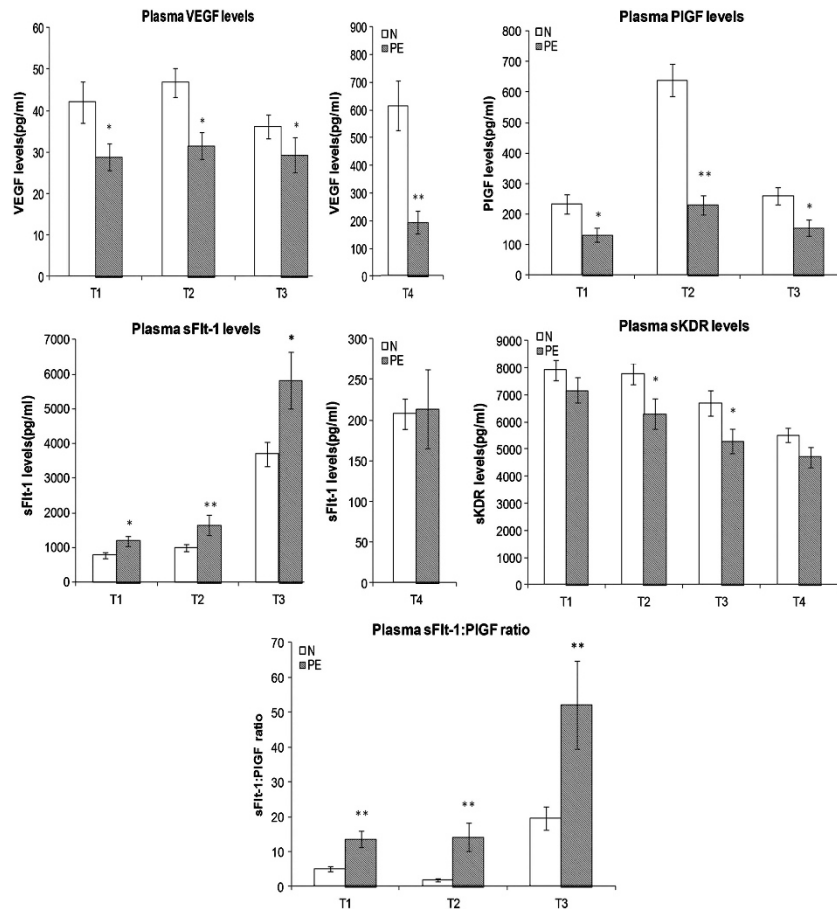 Plasma VEGF levels
VEGF levels(pg/ml)
60
50
40
30
20
10
0
*
*
*
T1
T2
T3
VEGF levels(pg/ml)
900
800
700
600
500
400
300
200
100
0
N
PE
**
T4
Plasma PlGF levels
PlGF levels(pg/ml)
800
700
600
500
400
300
200
100
0
N
PE
*
**
*
T1
T2
T3
Plasma sFlt-1 levels
sFlt-1 levels(pg/ml)
7000
6000
5000
4000
3000
2000
1000
0
*
**
*
T1
T2
T3
sFlt-1 levels(pg/ml)
300
250
200
150
100
50
0
N
PE
T4
Plasma sKDR levels
sKDR levels(pg/ml)
9000
8000
7000
6000
5000
4000
3000
2000
1000
0
N
PE
*
*
T1
T2
T3
T4
Plasma sFlt-1:PlGF ratio
sFlt-1:PlGF ratio
70
60
50
40
30
20
10
0
N
PE
**
**
**
T1
T2
T3